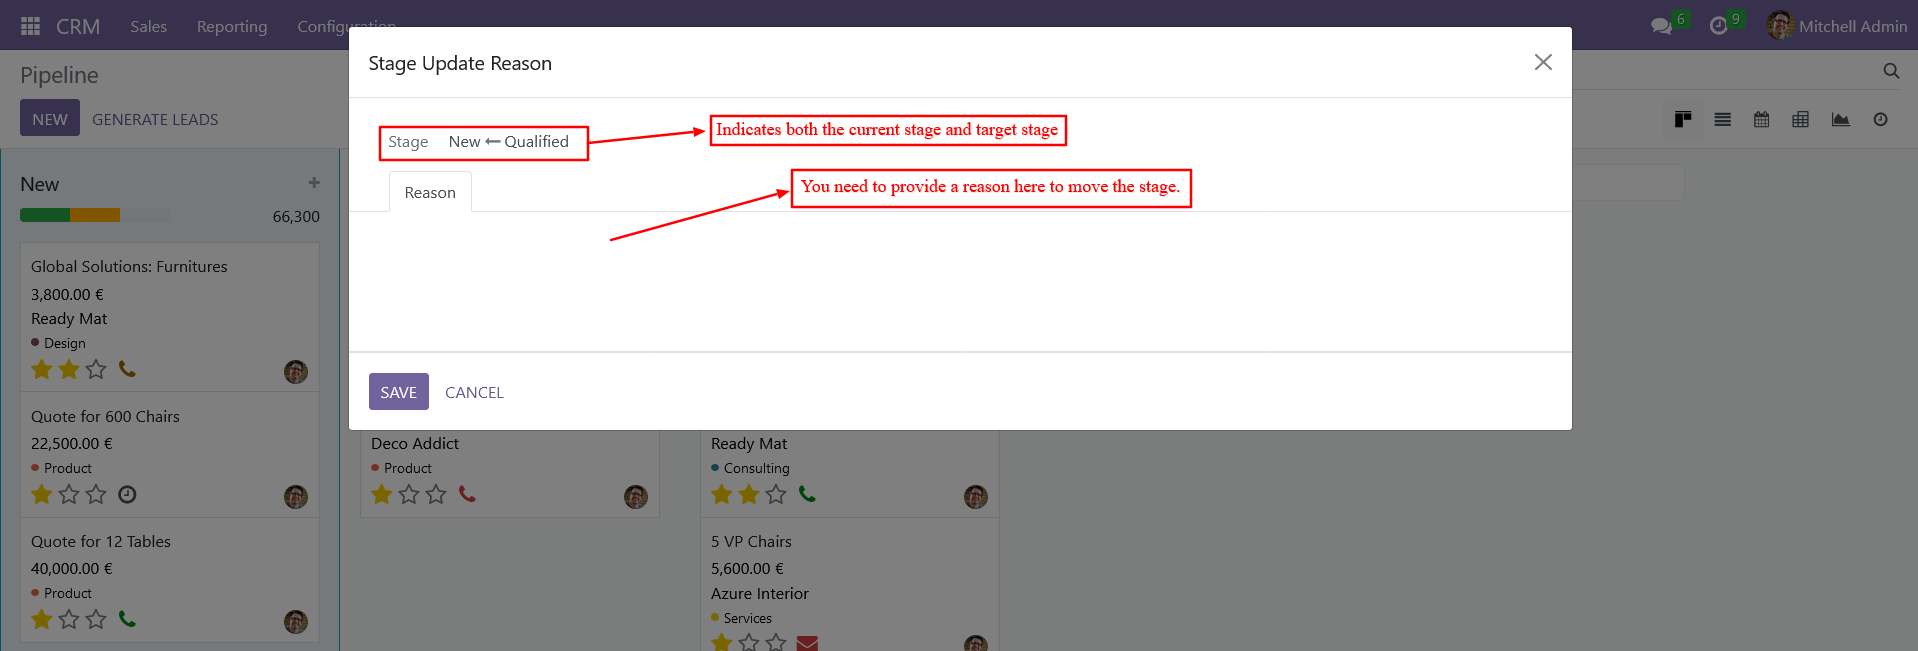 CRM Sales Reporting Configuration 6 9 Mitchell Admin
Pipeline
NEW GENERATE LEADS
Stage Update Reason
Stage New Qualified
Indicates both the current stage and target stage
Reason
You need to provide a reason here to move the stage.
SAVE CANCEL
New +
66,300
Global Solutions: Furnitures
3,800.00 €
Ready Mat
Design
Quote for 600 Chairs
22,500.00 €
Product
Quote for 12 Tables
40,000.00 €
Product
Deco Addict
Product
Ready Mat
Consulting
5 VP Chairs
5,600.00 €
Azure Interior
Services